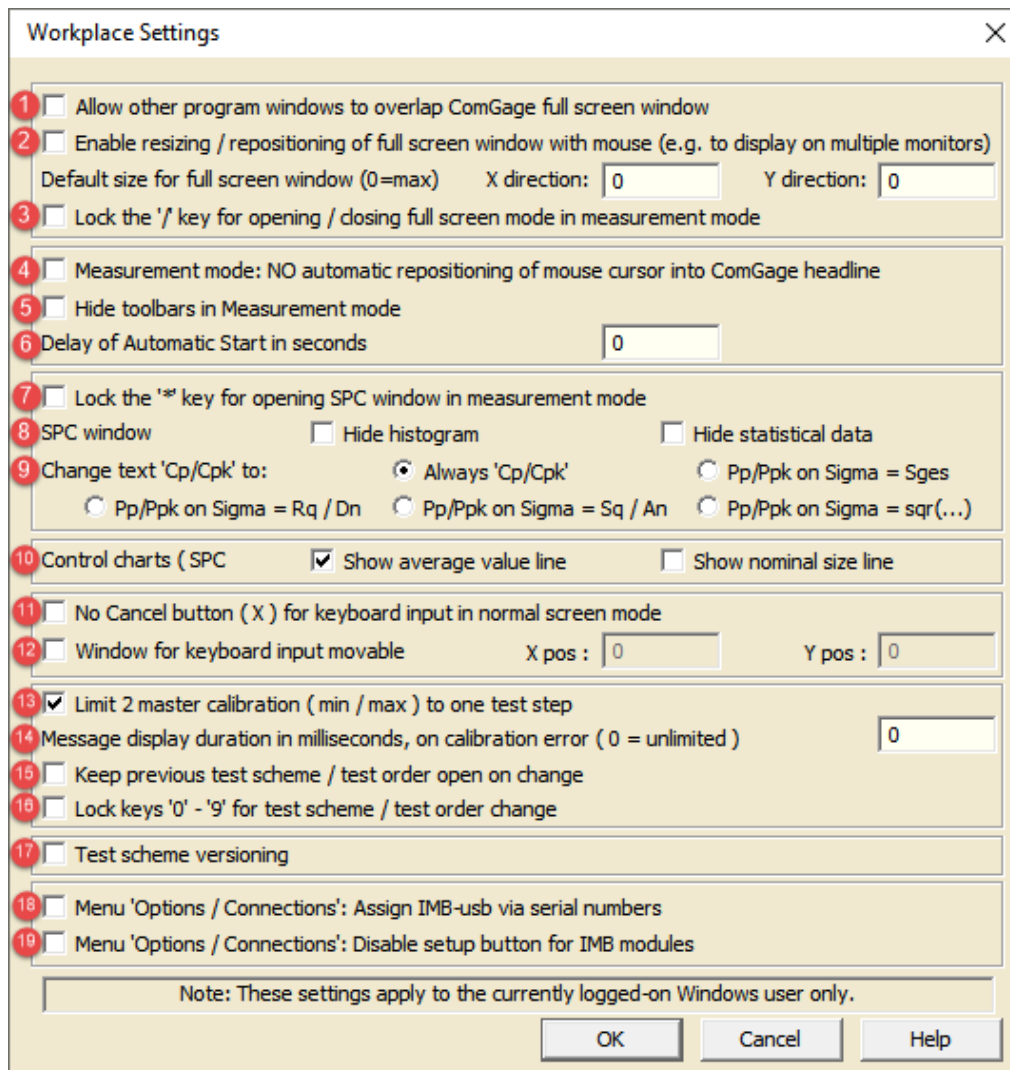 Workplace Settings
1 Allow other program windows to overlap ComGage full screen window
2 Enable resizing / repositioning of full screen window with mouse (e.g. to display on multiple monitors)
Default size for full screen window (0=max) X direction: 0 Y direction: 0
3 Lock the '/' key for opening / closing full screen mode in measurement mode
4 Measurement mode: NO automatic repositioning of mouse cursor into ComGage headline
5 Hide toolbars in Measurement mode
6 Delay of Automatic Start in seconds 0
7 Lock the '*' key for opening SPC window in measurement mode
8 SPC window Hide histogram Hide statistical data
9 Change text 'Cp/Cpk' to: Always 'Cp/Cpk' Pp/Ppk on Sigma = Sges
Pp/Ppk on Sigma = Rq / Dn Pp/Ppk on Sigma = Sq / An Pp/Ppk on Sigma = sqr(...)
10 Control charts ( SPC Show average value line Show nominal size line
11 No Cancel button ( X ) for keyboard input in normal screen mode
12 Window for keyboard input movable X pos : 0 Y pos : 0
13 Limit 2 master calibration ( min / max ) to one test step
14 Message display duration in milliseconds, on calibration error ( 0 = unlimited ) 0
15 Keep previous test scheme / test order open on change
16 Lock keys '0' - '9' for test scheme / test order change
17 Test scheme versioning
18 Menu 'Options / Connections': Assign IMB-usb via serial numbers
19 Menu 'Options / Connections': Disable setup button for IMB modules
Note: These settings apply to the currently logged-on Windows user only.
OK Cancel Help